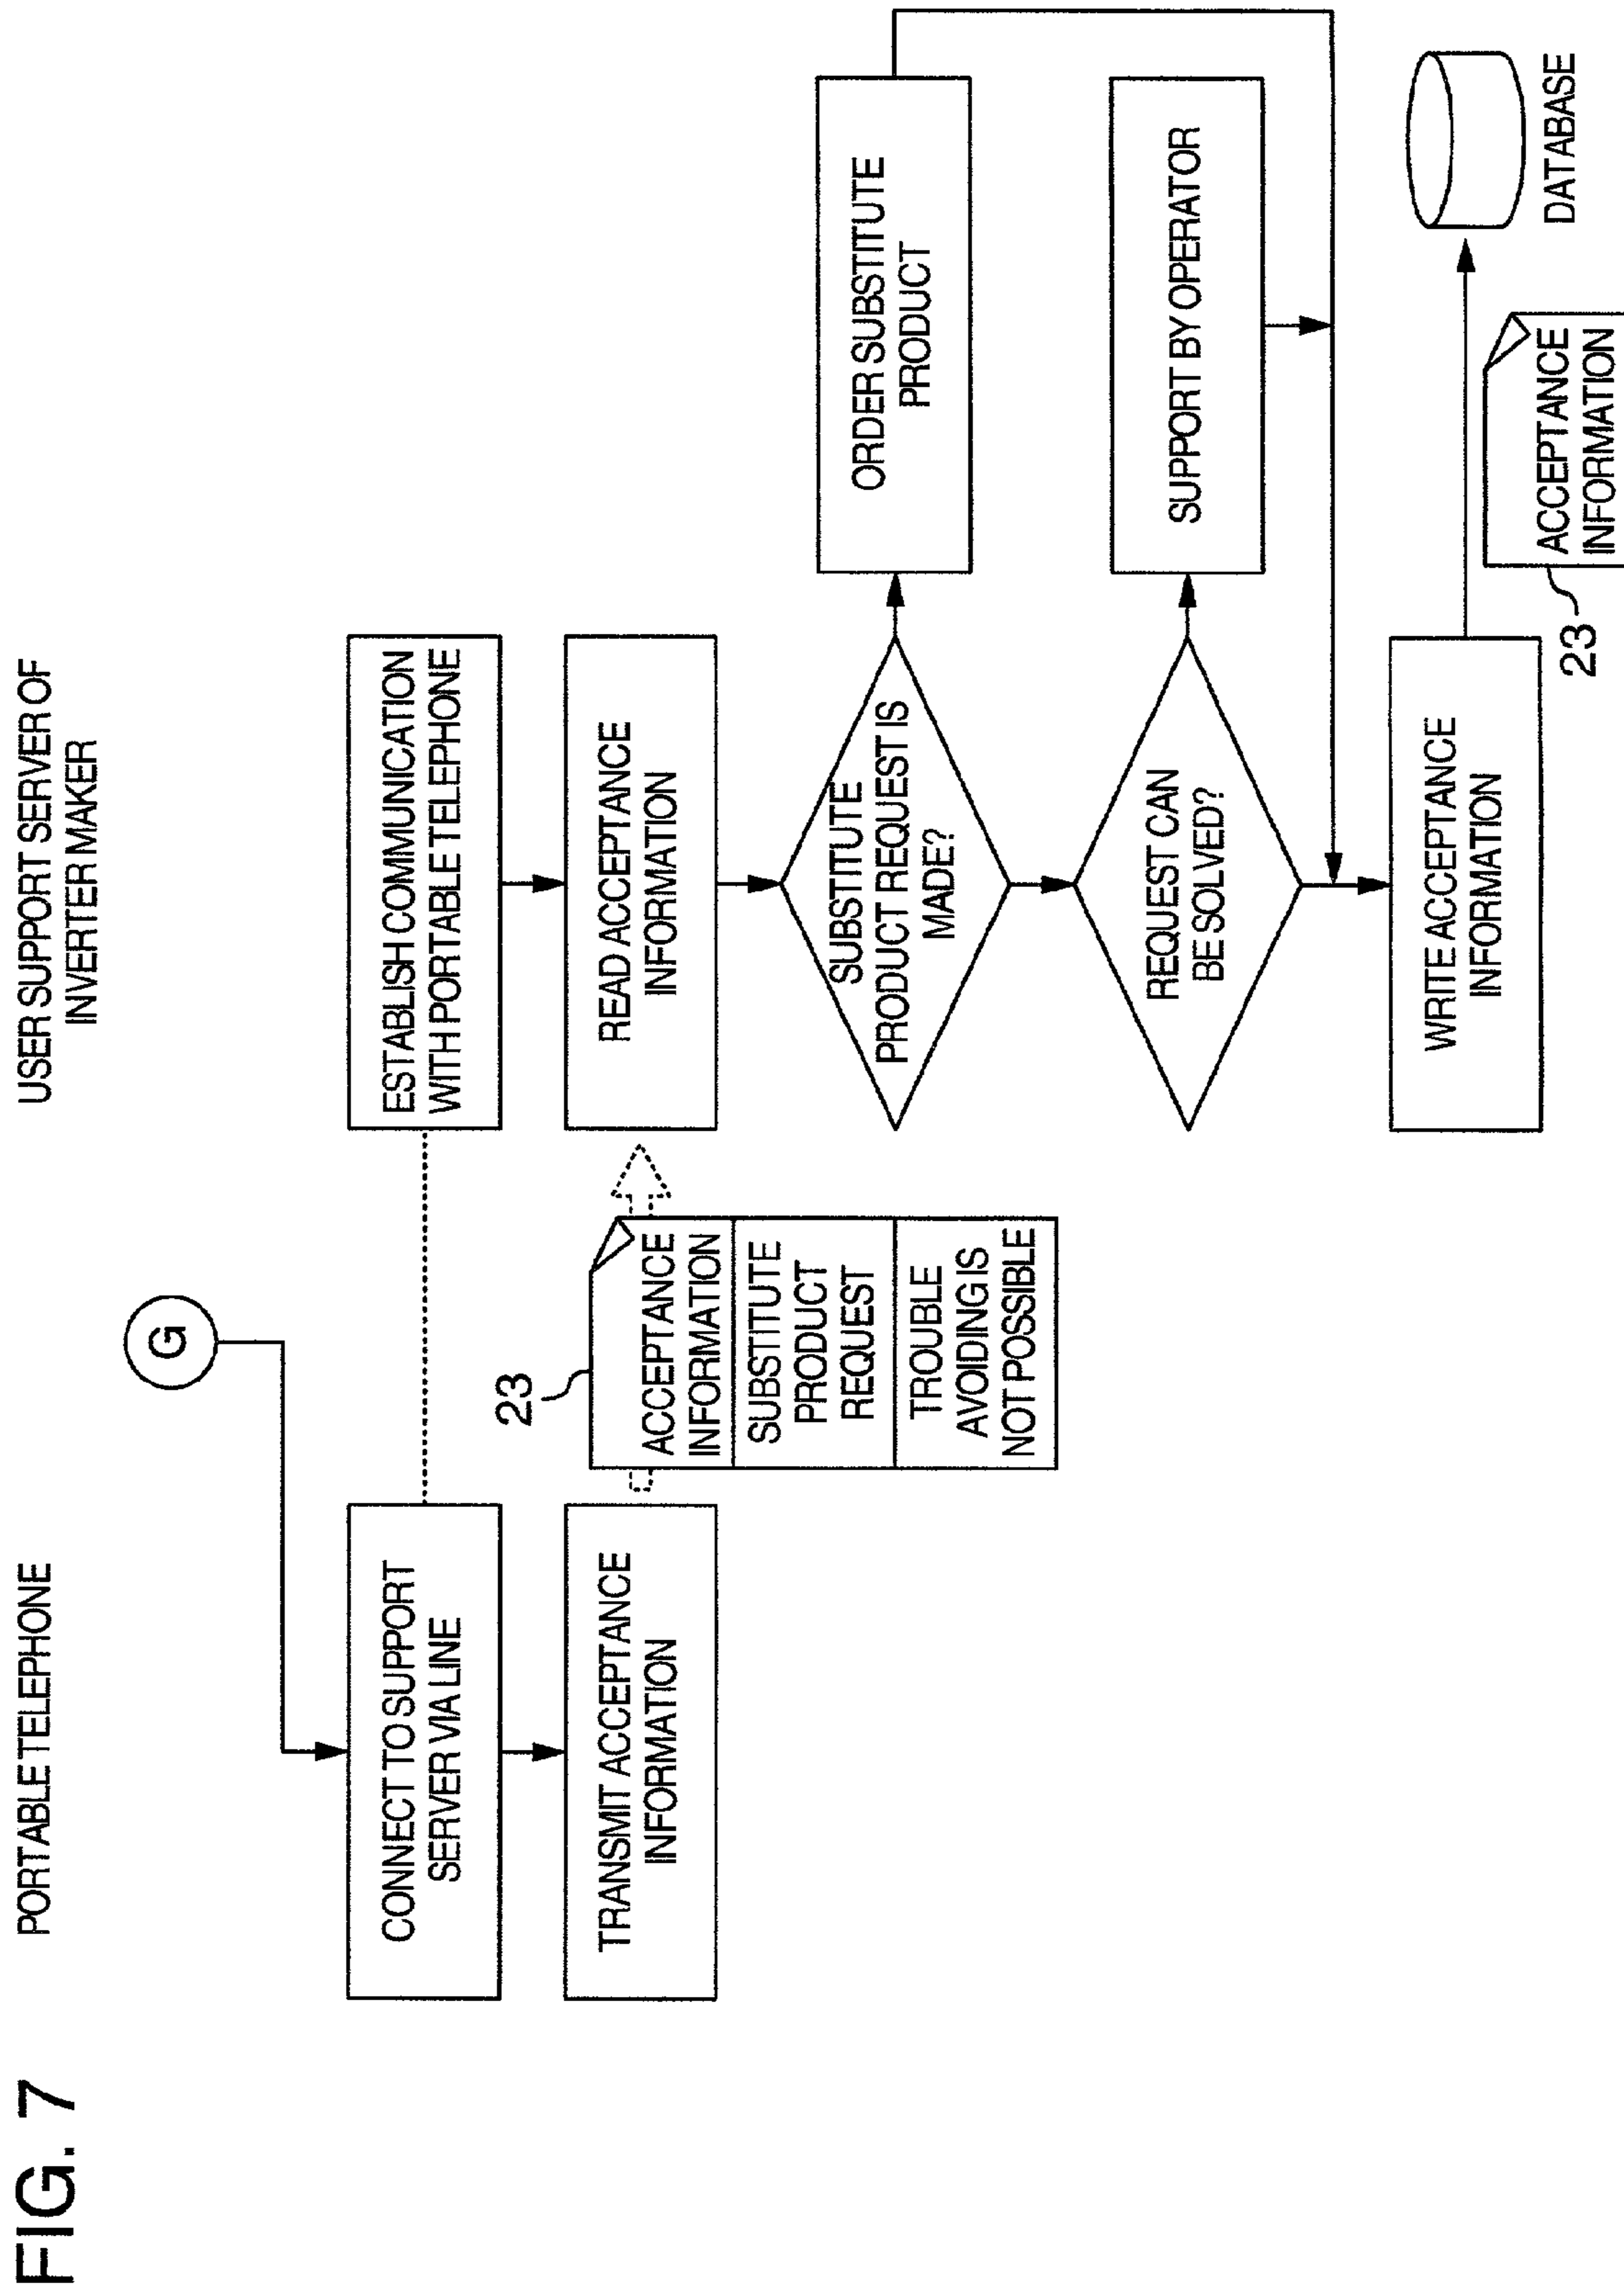 FIG. 7
PORTABLE TELEPHONE
USER SUPPORT SERVER OF
INVERTER MAKER
G
CONNECT TO SUPPORT
SERVER VIA LINE
ESTABLISH COMMUNICATION
WITH PORTABLE TELEPHONE
TRANSMIT ACCEPTANCE
INFORMATION
23
ACCEPTANCE
INFORMATION
SUBSTITUTE
PRODUCT
REQUEST
TROUBLE
AVOIDING IS
NOT POSSIBLE
READ ACCEPTANCE
INFORMATION
SUBSTITUTE
PRODUCT REQUEST IS
MADE?
ORDER SUBSTITUTE
PRODUCT
REQUEST CAN
BE SOLVED?
SUPPORT BY OPERATOR
WRITE ACCEPTANCE
INFORMATION
23
ACCEPTANCE
INFORMATION
DATABASE